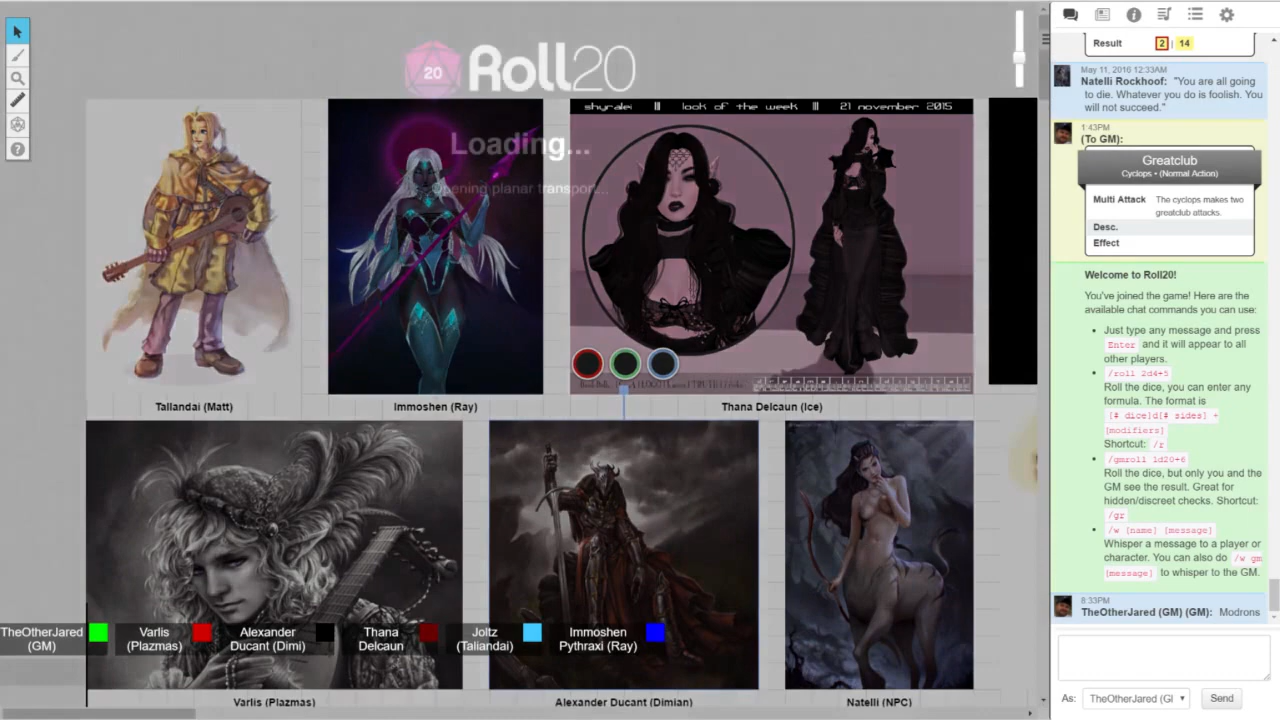 20 Roll20
Loading...
Opening planar transport...
shyralei ||| look of the week ||| 21 november 2015
Tallandai (Matt)
Immoshen (Ray)
Thana Delcaun (Ice)
TheOtherJared
(GM)
Varlis
(Plazmas)
Alexander
Ducant (Dimi)
Thana
Delcaun
Joltz
(Taliandai)
Immoshen
Pythraxi (Ray)
Varlis (Plazmas)
Alexander Ducant (Dimian)
Natelli (NPC)
Result 2 | 14
May 11, 2016 12:33AM
Natelli Rockhoof: "You are all going
to die. Whatever you do is foolish. You
will not succeed."
1:43PM
(To GM):
Greatclub
Cyclops • (Normal Action)
Multi Attack The cyclops makes two
greatclub attacks.
Desc.
Effect
Welcome to Roll20!
You've joined the game! Here are the
available chat commands you can use:
• Just type any message and press
Enter and it will appear to all
other players.
• /roll 2d4+5
Roll the dice, you can enter any
formula. The format is
[# dice]d[# sides] +
[modifiers]
Shortcut: /r
• /gmroll 1d20+6
Roll the dice, but only you and the
GM see the result. Great for
hidden/discreet checks. Shortcut:
/gr
• /w [name] [message]
Whisper a message to a player or
character. You can also do /w gm
[message] to whisper to the GM.
8:33PM
TheOtherJared (GM) (GM): Modrons
As: TheOtherJared (GI
Send